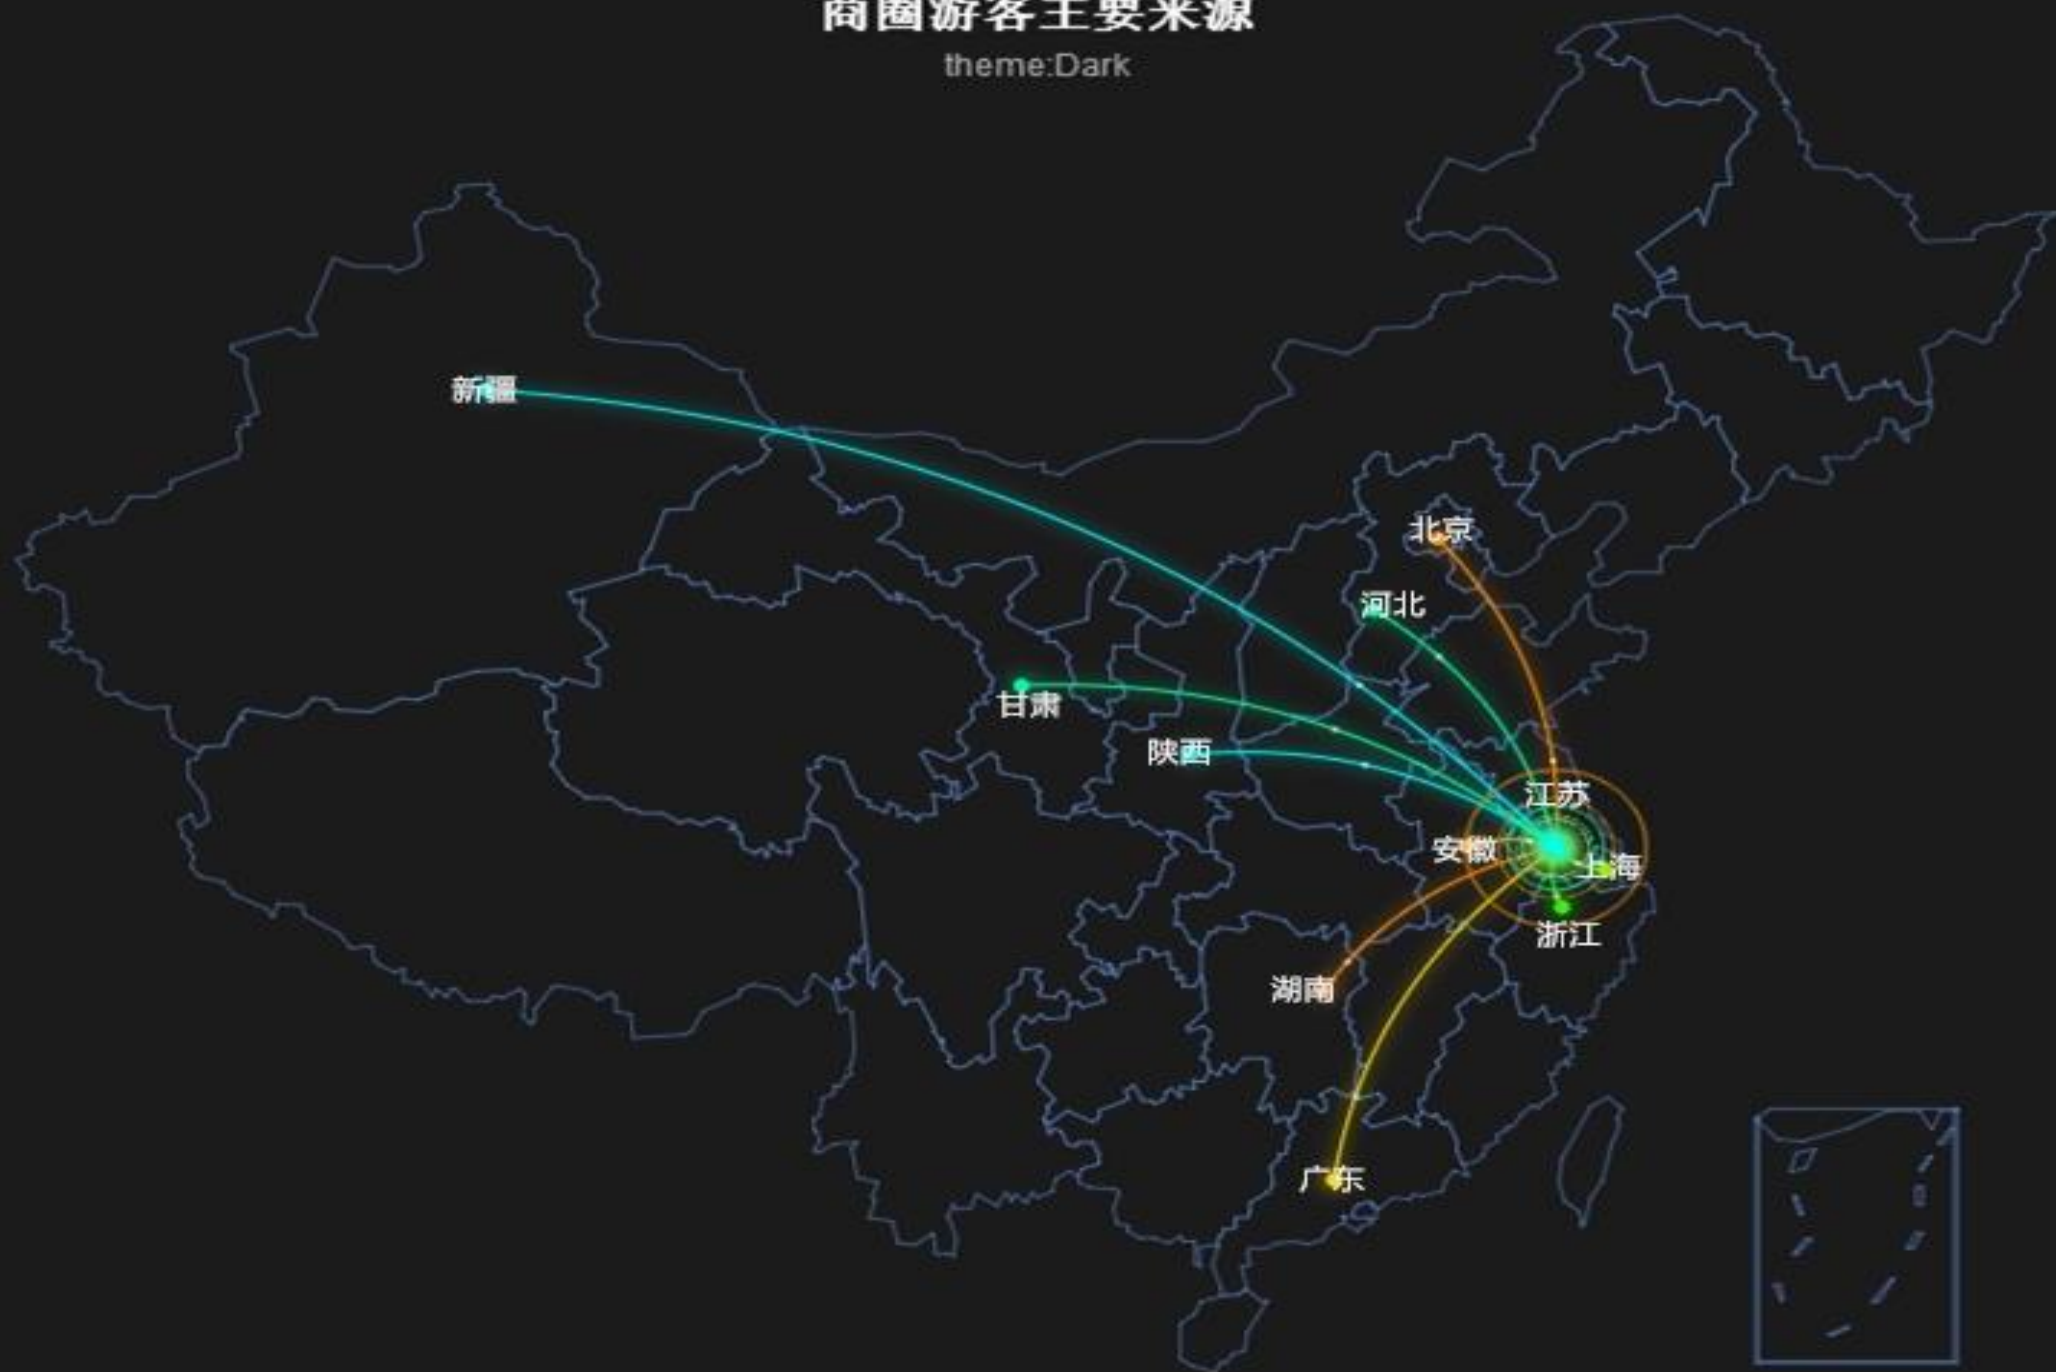 商圈游客主要来源
theme:Dark
新疆
北京
河北
甘肃
陕西
江苏
安徽
上海
浙江
湖南
广东